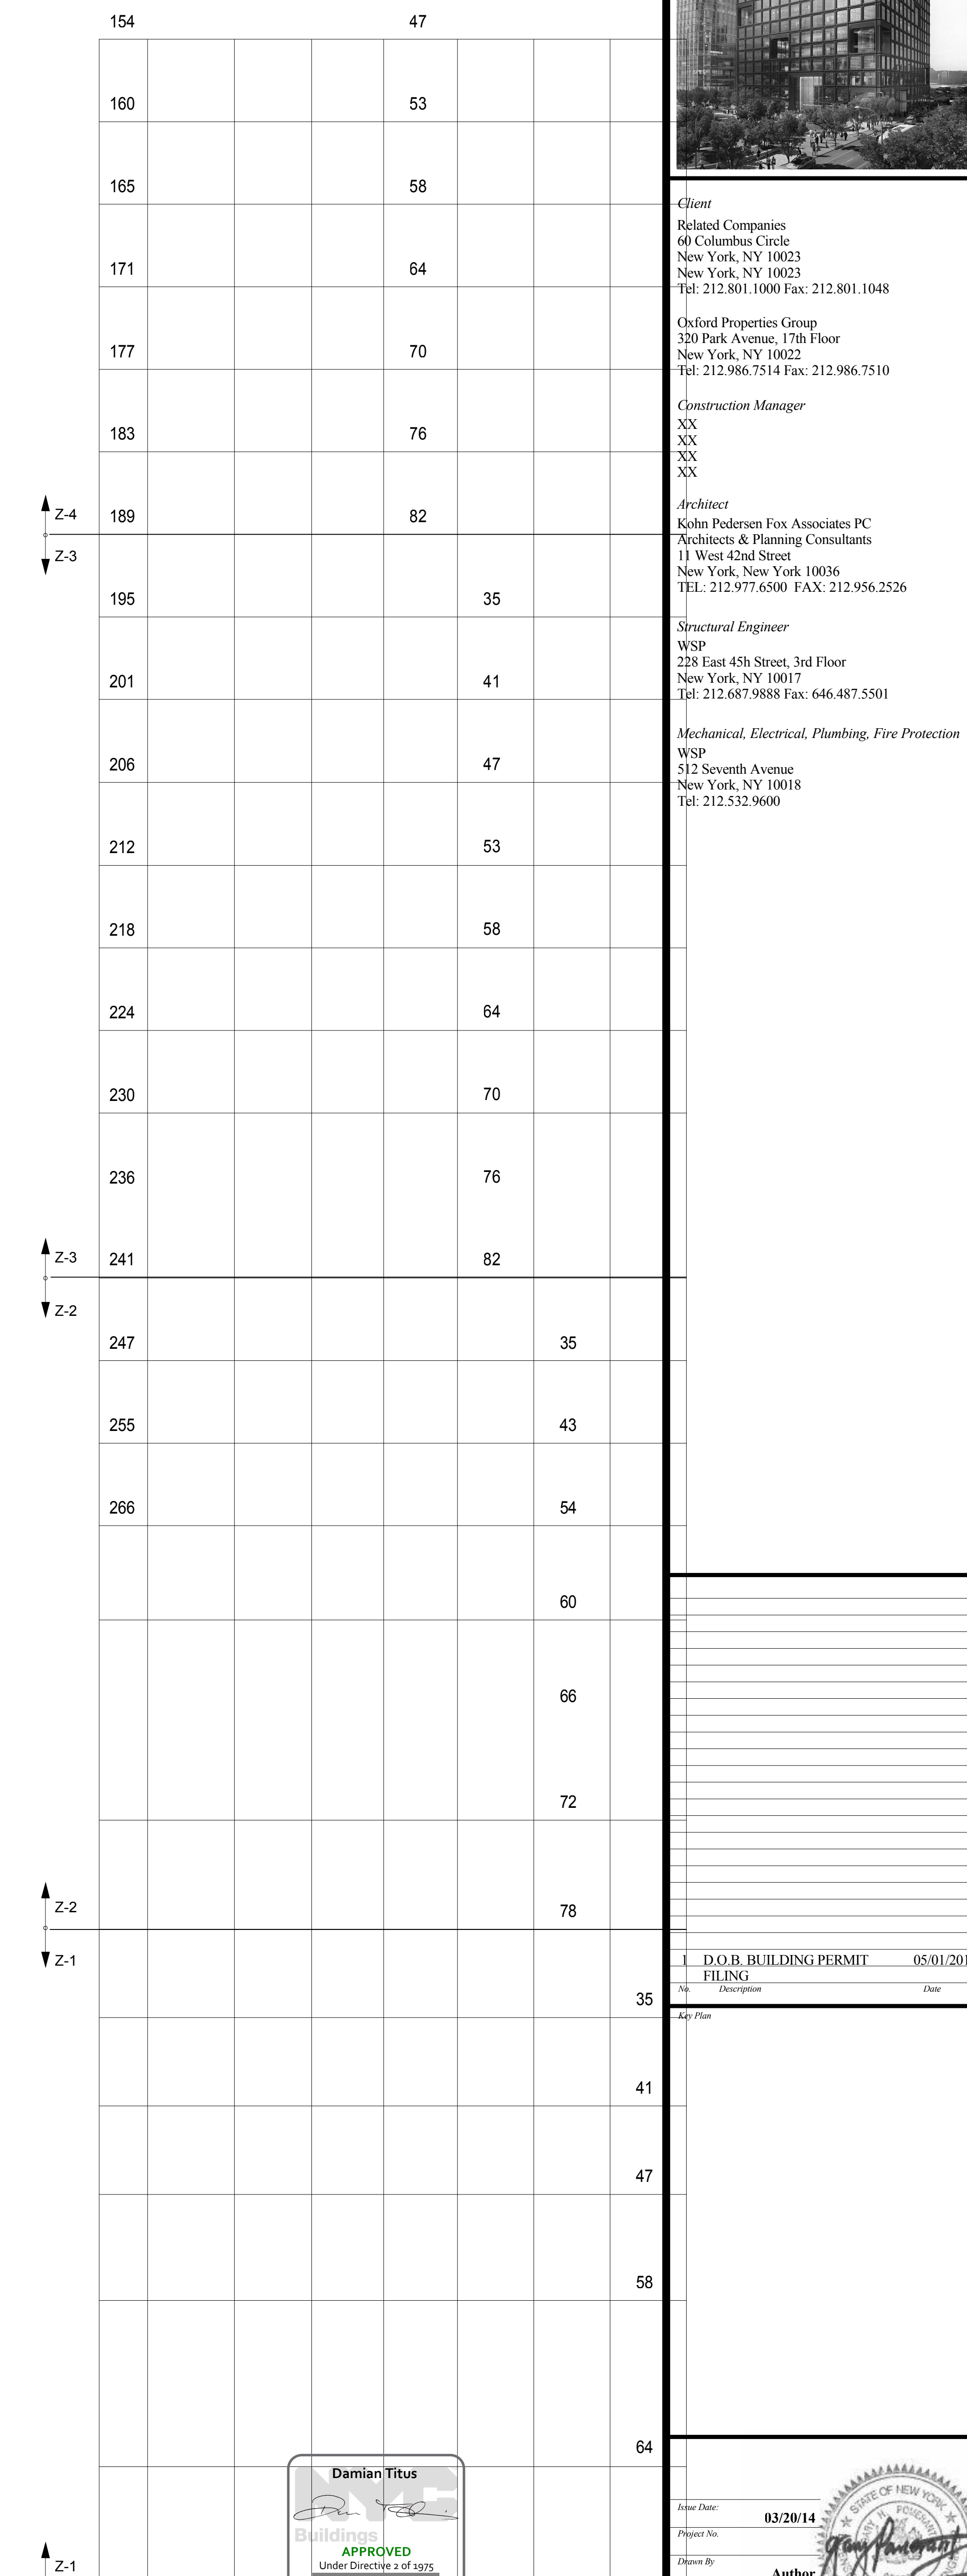 154 47
160 53
165 58
171 64
177 70
183 76
Z-4 189 82
Z-3
195 35
201 41
206 47
212 53
218 58
224 64
230 70
236 76
Z-3 241 82
Z-2
247 35
255 43
266 54
60
66
72
Z-2 78
Z-1
35
41
47
58
64
Z-1
Damian Titus
NYC
Buildings
APPROVED
Under Directive 2 of 1975
Client
Related Companies
60 Columbus Circle
New York, NY 10023
New York, NY 10023
Tel: 212.801.1000 Fax: 212.801.1048
Oxford Properties Group
320 Park Avenue, 17th Floor
New York, NY 10022
Tel: 212.986.7514 Fax: 212.986.7510
Construction Manager
XX
XX
XX
XX
Architect
Kohn Pedersen Fox Associates PC
Architects & Planning Consultants
11 West 42nd Street
New York, New York 10036
TEL: 212.977.6500 FAX: 212.956.2526
Structural Engineer
WSP
228 East 45h Street, 3rd Floor
New York, NY 10017
Tel: 212.687.9888 Fax: 646.487.5501
Mechanical, Electrical, Plumbing, Fire Protection
WSP
512 Seventh Avenue
New York, NY 10018
Tel: 212.532.9600
1 D.O.B. BUILDING PERMIT 05/01/201
FILING
No. Description Date
Key Plan
Issue Date:
03/20/14
Project No.
Drawn By
Author
STATE OF NEW YORK